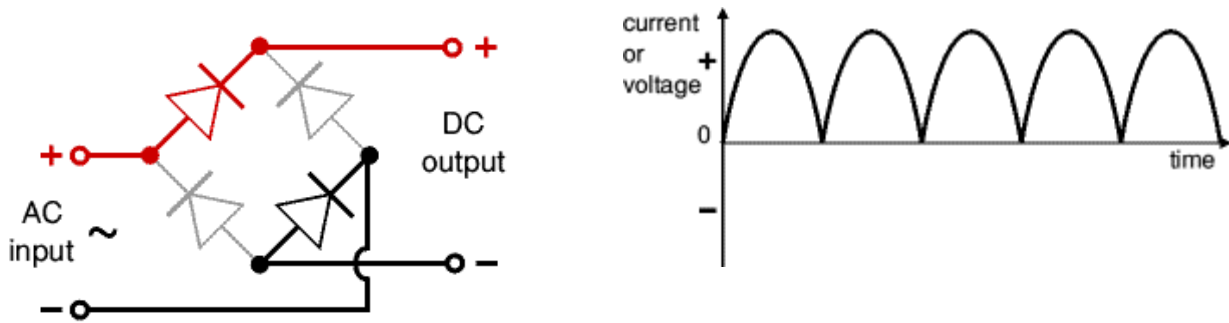 +
+
DC
output
AC
input ~
−
−
current
or
voltage
+
0
time
−